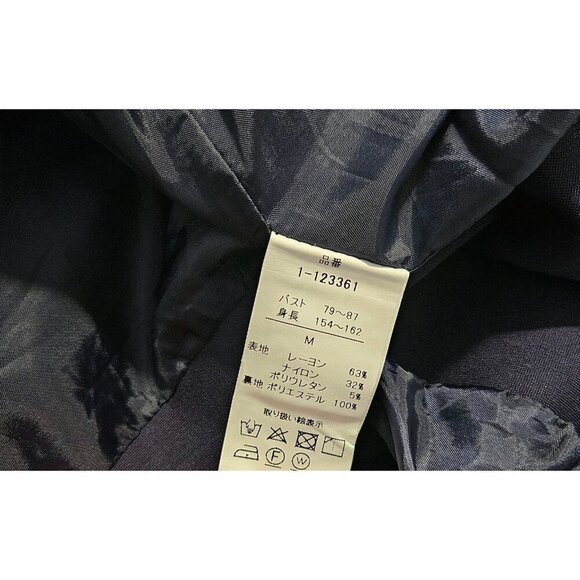 品番
1-123361
バスト 79～87
身長 154～162
M
表地 レーヨン 63%
ナイロン 32%
ポリウレタン 5%
裏地 ポリエステル 100%
取り扱い絵表示
F W